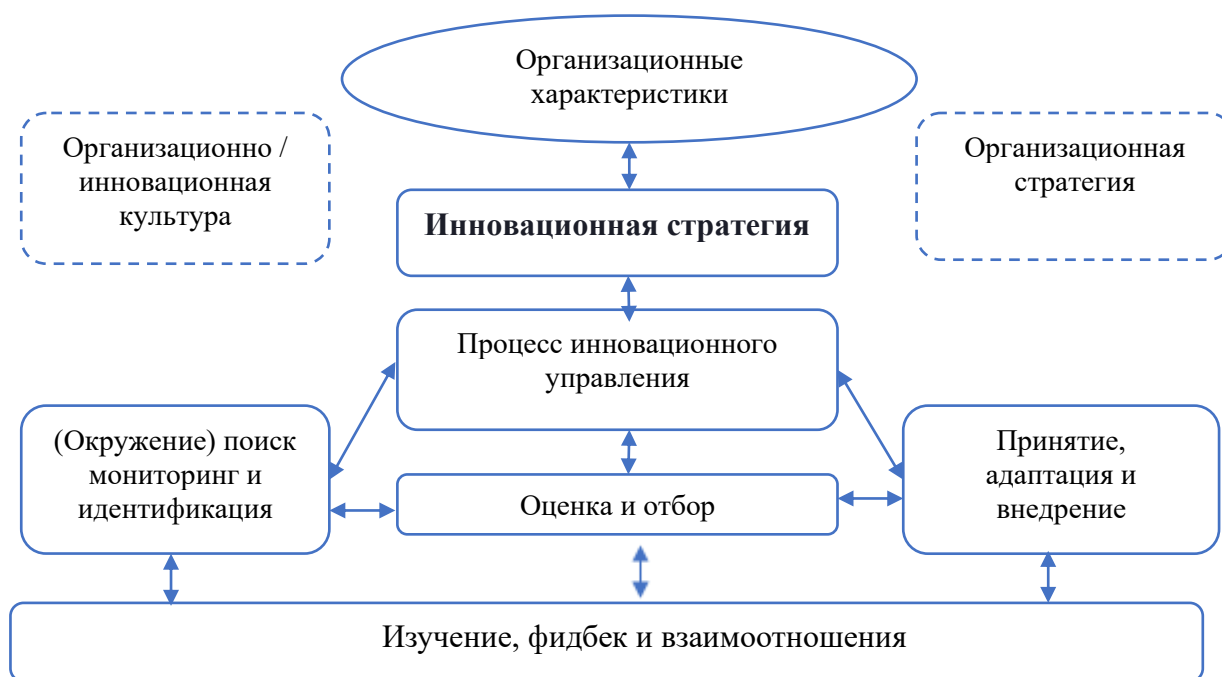 Организационные
характеристики
Организационно /
инновационная
культура
Организационная
стратегия
Инновационная стратегия
Процесс инновационного
управления
(Окружение) поиск
мониторинг и
идентификация
Оценка и отбор
Принятие,
адаптация и
внедрение
Изучение, фидбек и взаимоотношения